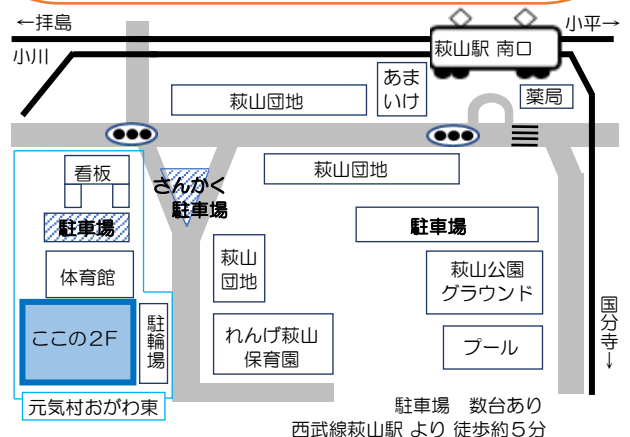 ←拝島
小平→
小川
萩山駅 南口
あま
いけ
薬局
萩山団地
萩山団地
看板
さんかく
駐車場
駐車場
駐車場
体育館
萩山
団地
萩山公園
グラウンド
ここの2F
駐輪場
れんげ萩山
保育園
プール
国分寺→
元気村おがわ東
駐車場　数台あり
西武線萩山駅 より 徒歩約５分